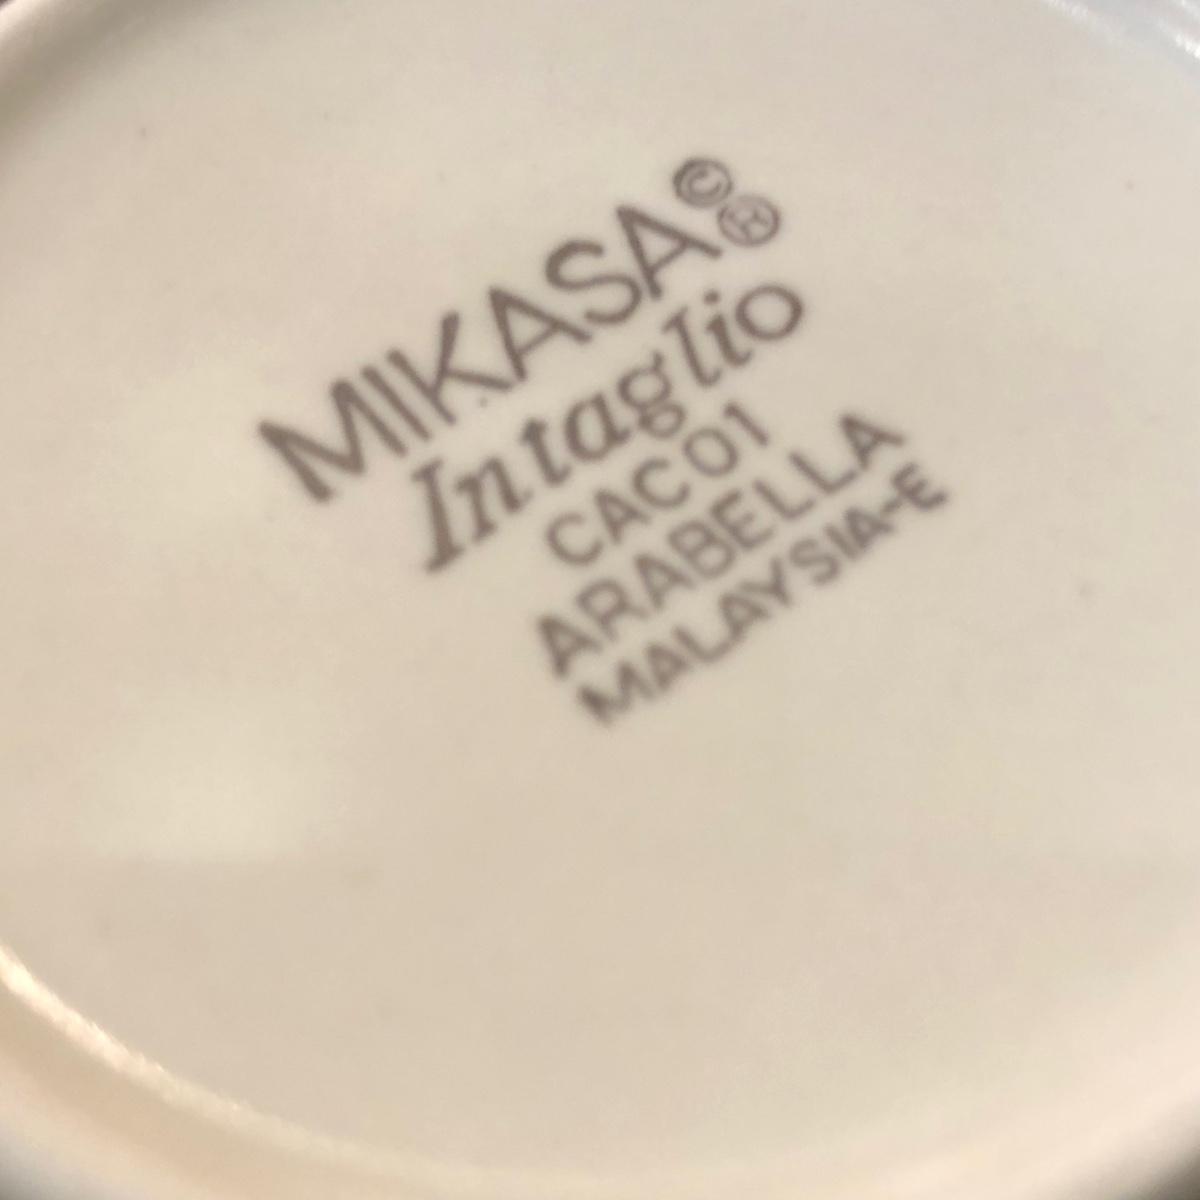 MIKASA©®
Intaglio
CAC01
ARABELLA
MALAYSIA-E